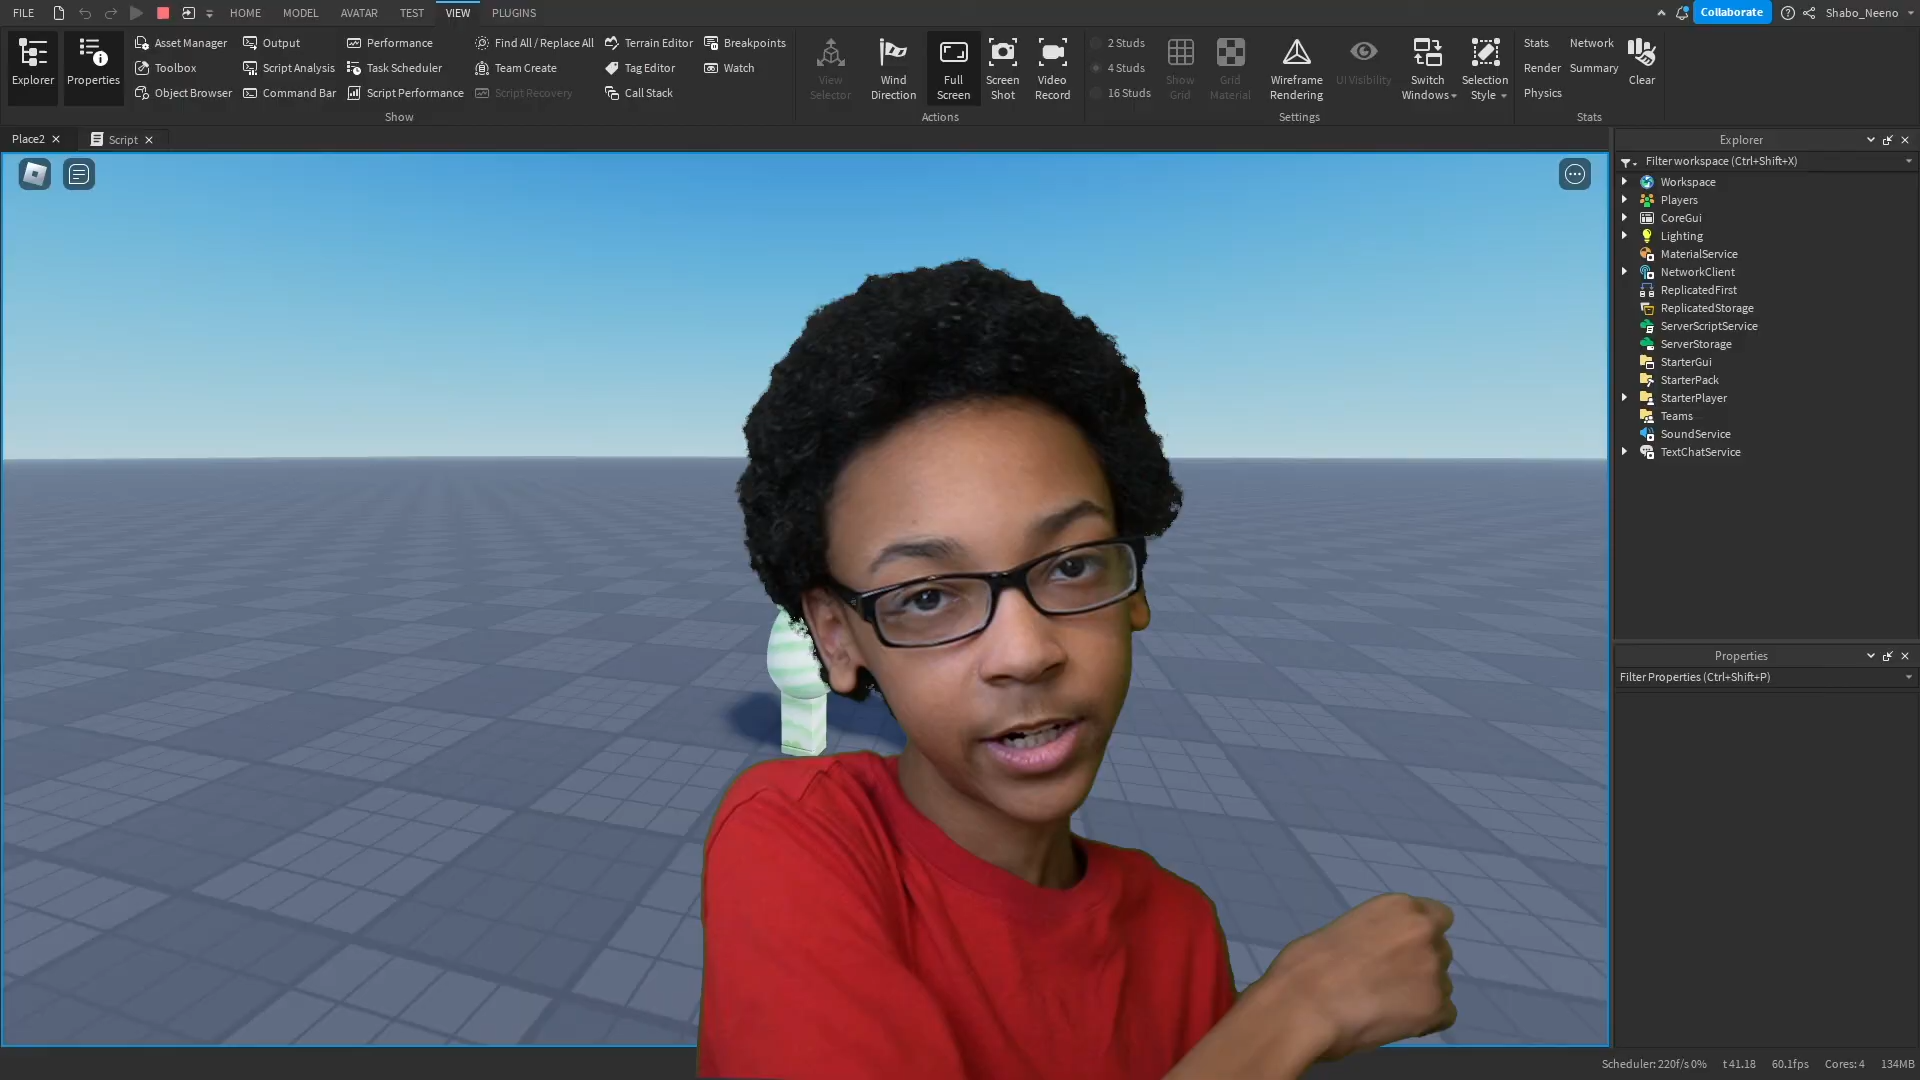 FILE HOME MODEL AVATAR TEST VIEW PLUGINS Collaborate Shabo_Neeno
Explorer
Properties
Asset Manager
Toolbox
Object Browser
Output
Script Analysis
Command Bar
Performance
Task Scheduler
Script Performance
Find All / Replace All
Team Create
Script Recovery
Terrain Editor
Tag Editor
Call Stack
Breakpoints
Watch
Show
View
Selector
Wind
Direction
Full
Screen
Screen
Shot
Video
Record
Actions
2 Studs
4 Studs
16 Studs
Show
Grid
Grid
Material
Wireframe
Rendering
UI Visibility
Switch
Windows
Selection
Style
Settings
Stats Network
Render Summary
Physics
Clear
Stats
Place2 Script
Explorer
Filter workspace (Ctrl+Shift+X)
Workspace
Players
CoreGui
Lighting
MaterialService
NetworkClient
ReplicatedFirst
ReplicatedStorage
ServerScriptService
ServerStorage
StarterGui
StarterPack
StarterPlayer
Teams
SoundService
TextChatService
Properties
Filter Properties (Ctrl+Shift+P)
Scheduler: 220f/s 0% t 41.18 60.1fps Cores: 4 134MB